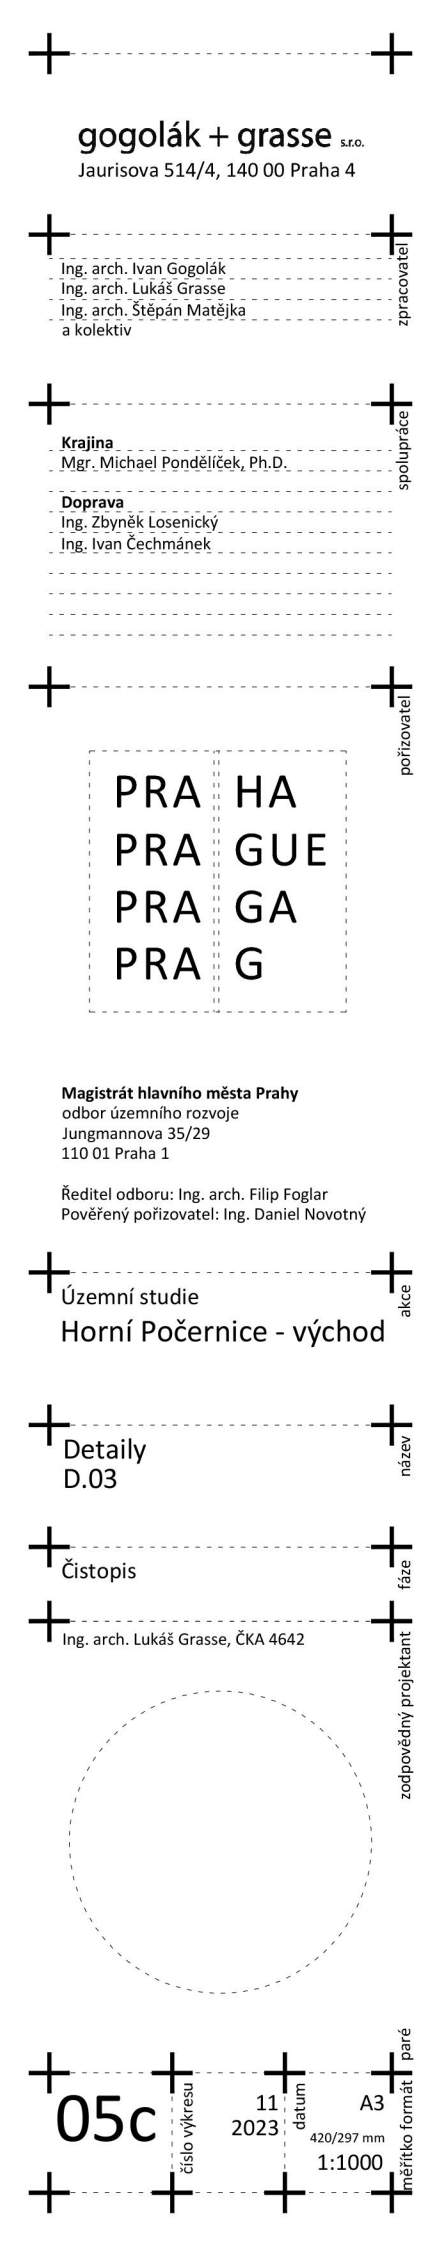 gogolák + grasse s.r.o.
Jaurisova 514/4, 140 00 Praha 4
zpracovatel
Ing. arch. Ivan Gogolák
Ing. arch. Lukáš Grasse
Ing. arch. Štěpán Matějka
a kolektiv
spolupráce
Krajina
Mgr. Michael Pondělíček, Ph.D.
Doprava
Ing. Zbyněk Losenický
Ing. Ivan Čechmánek
pořizovatel
PRA HA
PRA GUE
PRA GA
PRA G
Magistrát hlavního města Prahy
odbor územního rozvoje
Jungmannova 35/29
110 01 Praha 1
Ředitel odboru: Ing. arch. Filip Foglar
Pověřený pořizovatel: Ing. Daniel Novotný
akce
Územní studie
Horní Počernice - východ
název
Detaily
D.03
fáze
Čistopis
zodpovědný projektant
Ing. arch. Lukáš Grasse, ČKA 4642
paré
05c
číslo výkresu
11
2023
datum
A3
420/297 mm
1:1000
měřítko formát